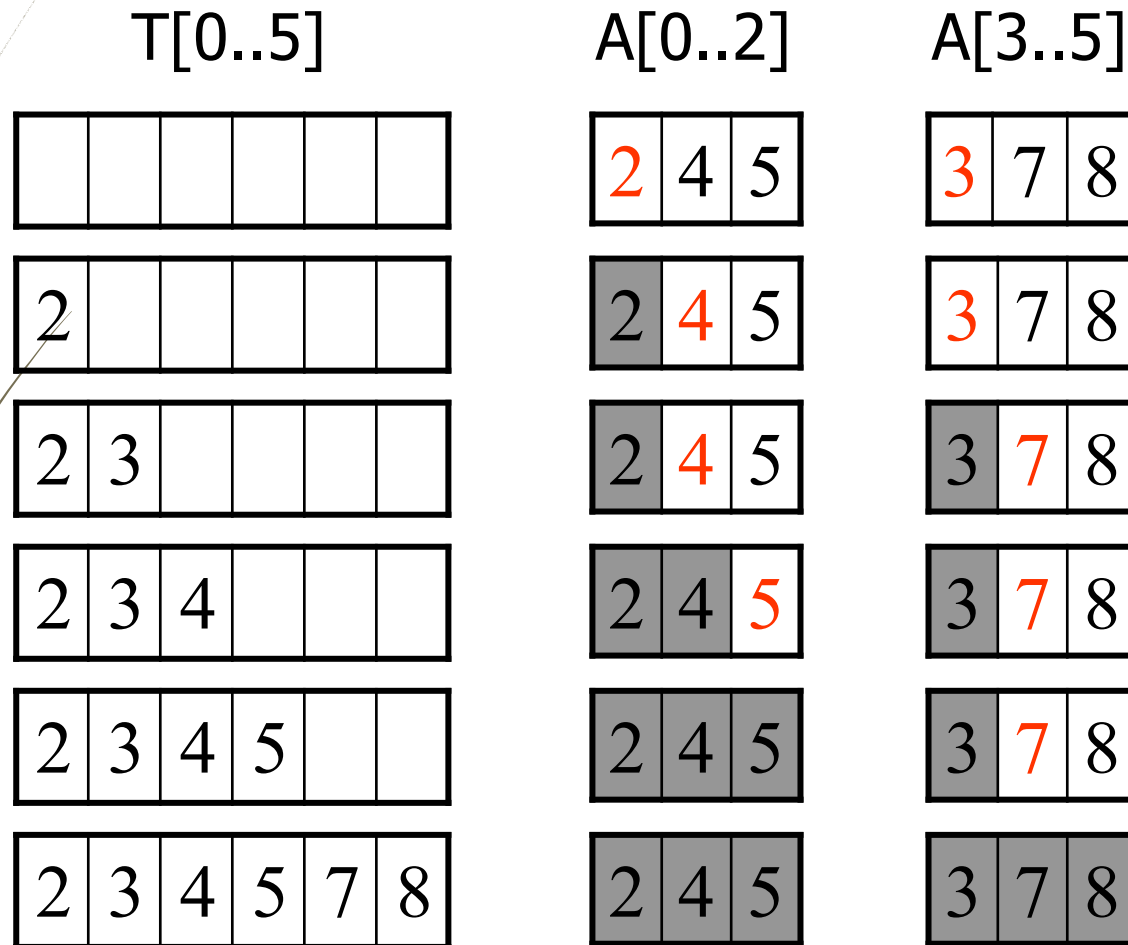 T[0..5] A[0..2] A[3..5]
2 4 5 3 7 8
2 2 4 5 3 7 8
2 3 2 4 5 3 7 8
2 3 4 2 4 5 3 7 8
2 3 4 5 2 4 5 3 7 8
2 3 4 5 7 8 2 4 5 3 7 8